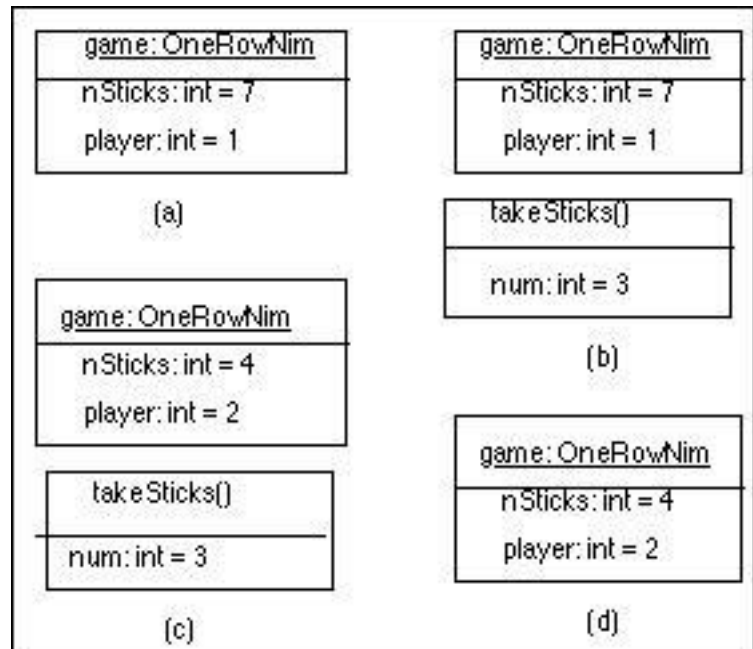 game: OneRowNim
nSticks: int = 7
player: int = 1
(a)
game: OneRowNim
nSticks: int = 7
player: int = 1
takeSticks()
num: int = 3
(b)
game: OneRowNim
nSticks: int = 4
player: int = 2
takeSticks()
num: int = 3
(c)
game: OneRowNim
nSticks: int = 4
player: int = 2
(d)